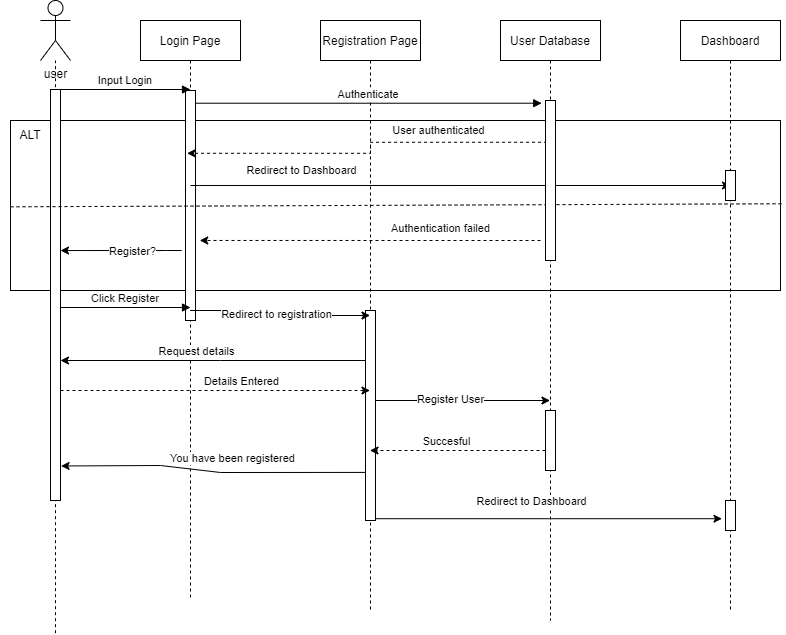 Login Page
Registration Page
User Database
Dashboard
user
Input Login
Authenticate
ALT
User authenticated
Redirect to Dashboard
Authentication failed
Register?
Click Register
Redirect to registration
Request details
Details Entered
Register User
Succesful
You have been registered
Redirect to Dashboard